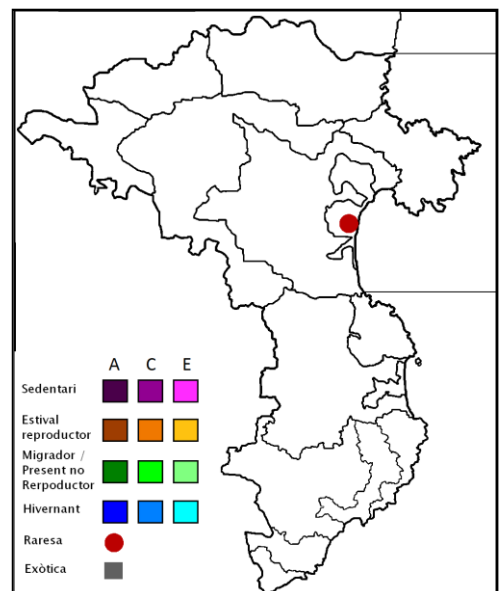 A C E
Sedentari
Estival
reproductor
Migrador /
Present no
Rerpoductor
Hivernant
Raresa
Exòtica